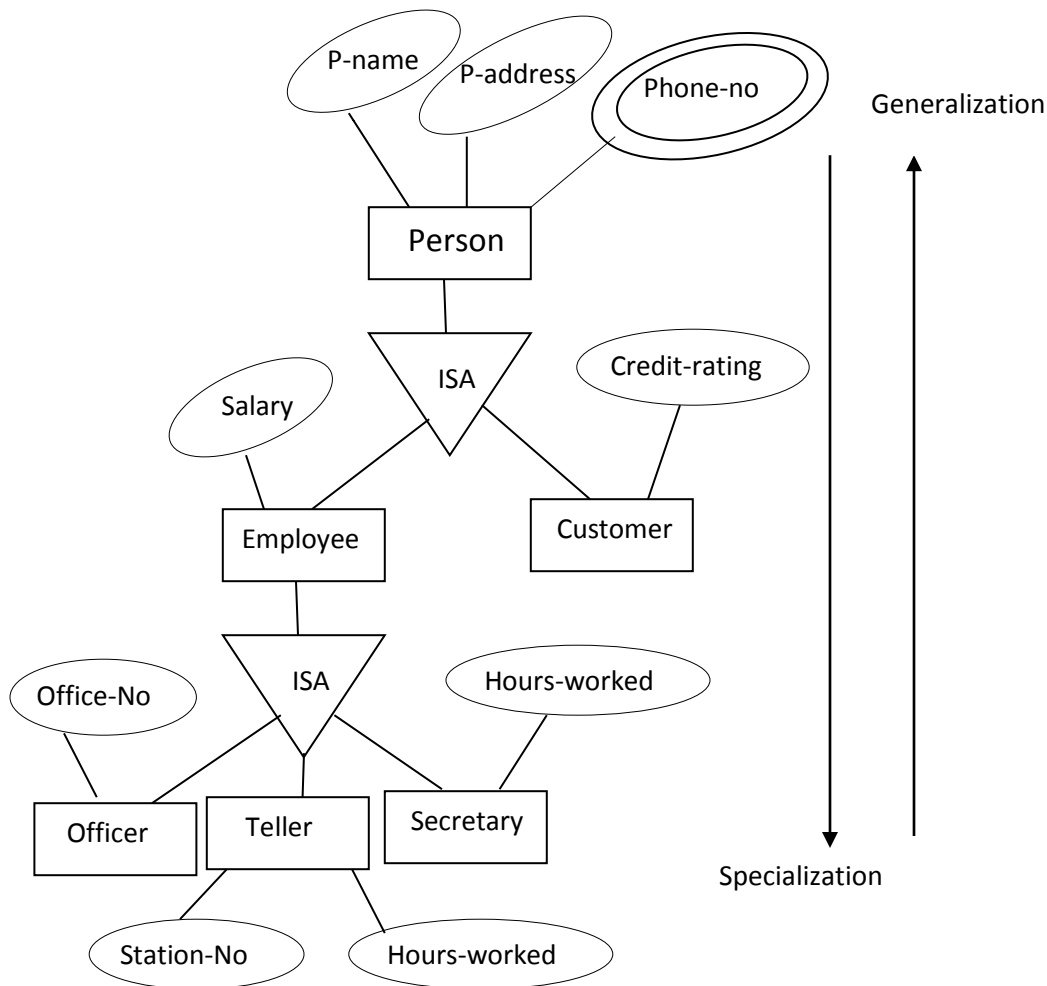 P-name
P-address
Phone-no
Generalization
Person
ISA
Credit-rating
Salary
Employee
Customer
ISA
Hours-worked
Office-No
Officer
Teller
Secretary
Specialization
Station-No
Hours-worked